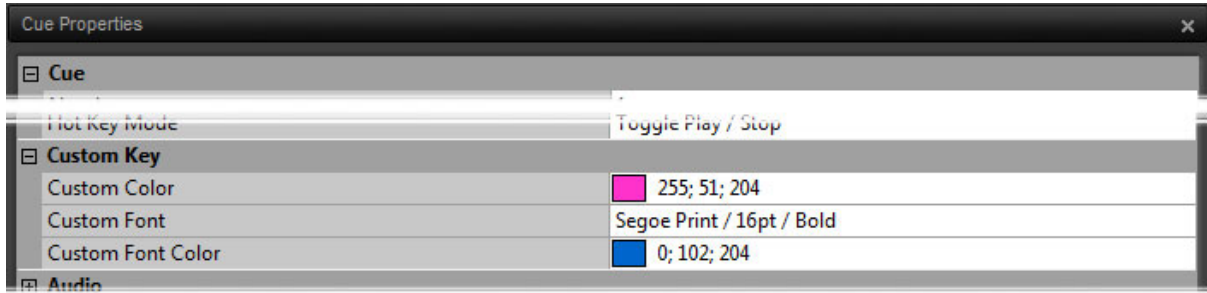 Cue Properties
Cue
Hot Key Mode Toggle Play / Stop
Custom Key
Custom Color 255; 51; 204
Custom Font Segoe Print / 16pt / Bold
Custom Font Color 0; 102; 204
Audio